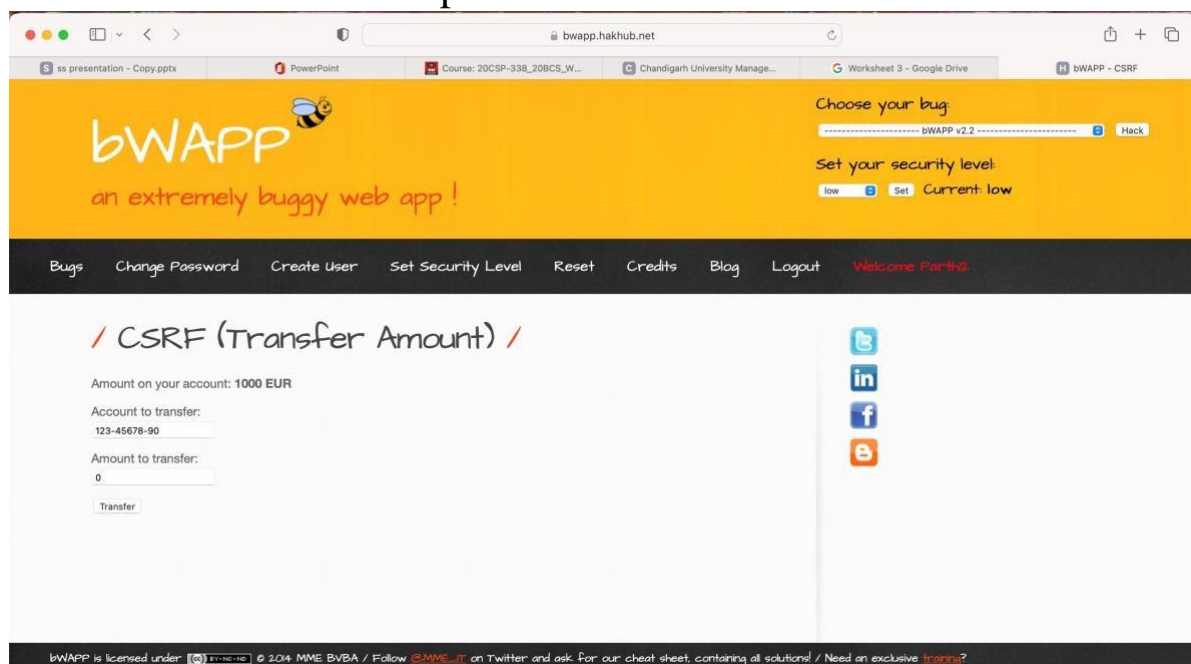 bwapp.hakhub.net
S ss presentation - Copy.pptx
PowerPoint
Course: 20CSP-338_20BCS_W...
C Chandigarh University Manage...
G Worksheet 3 - Google Drive
H bWAPP - CSRF
bWAPP
an extremely buggy web app !
Choose your bug:
---------------------- bWAPP v2.2 ------------------------
Hack
Set your security level:
low Set Current: low
Bugs Change Password Create User Set Security Level Reset Credits Blog Logout Welcome Parth2
/ CSRF (Transfer Amount) /
Amount on your account: 1000 EUR
Account to transfer:
123-45678-90
Amount to transfer:
0
Transfer
in
f
bWAPP is licensed under (cc) BY-NC-ND © 2014 MME BVBA / Follow @MME_IT on Twitter and ask for our cheat sheet, containing all solutions! / Need an exclusive training?